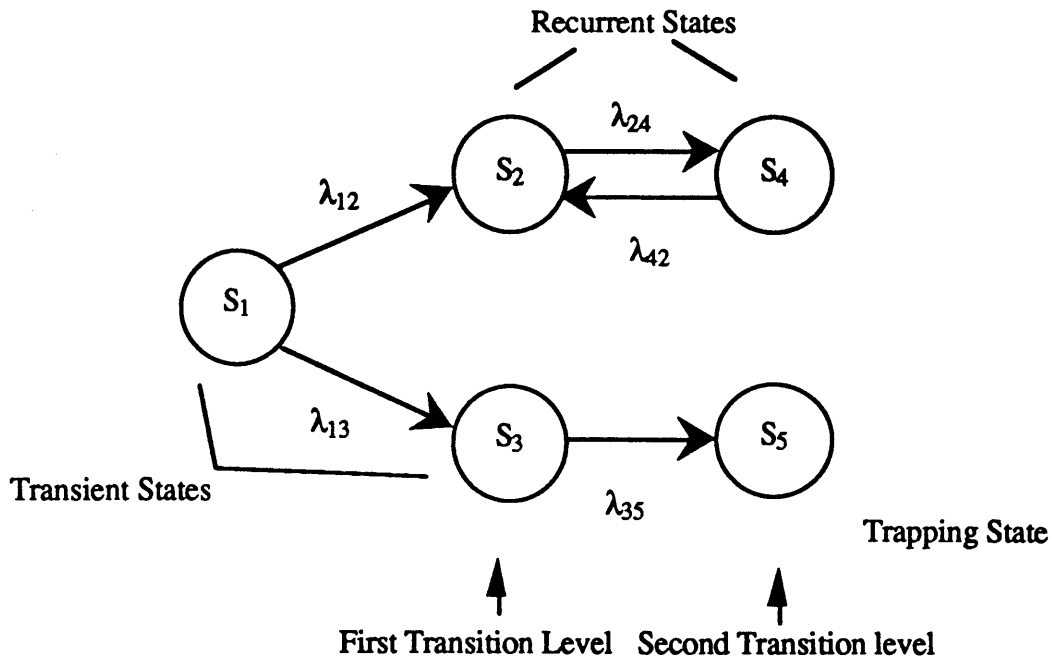 Recurrent States
λ24
S2
S4
λ12
λ42
S1
λ13
S3
S5
Transient States
λ35
Trapping State
First Transition Level
Second Transition level